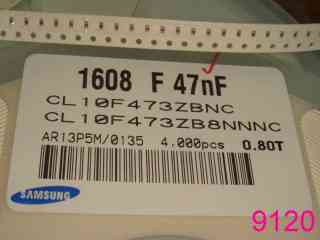 1608 F 47nF
CL10F473ZBNC
CL10F473ZB8NNNC
AR13P5M/0135 4.000pcs 0.80T
SAMSUNG
9120